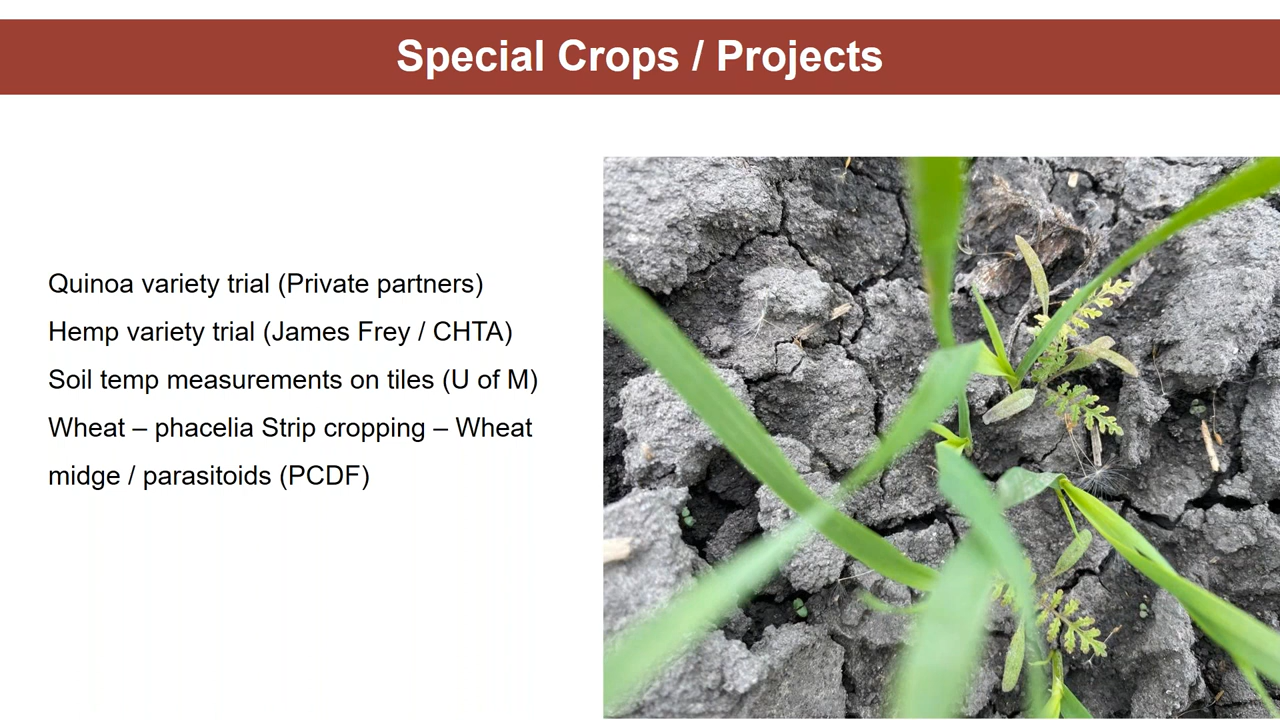 Special Crops / Projects
Quinoa variety trial (Private partners)
Hemp variety trial (James Frey / CHTA)
Soil temp measurements on tiles (U of M)
Wheat – phacelia Strip cropping – Wheat
midge / parasitoids (PCDF)